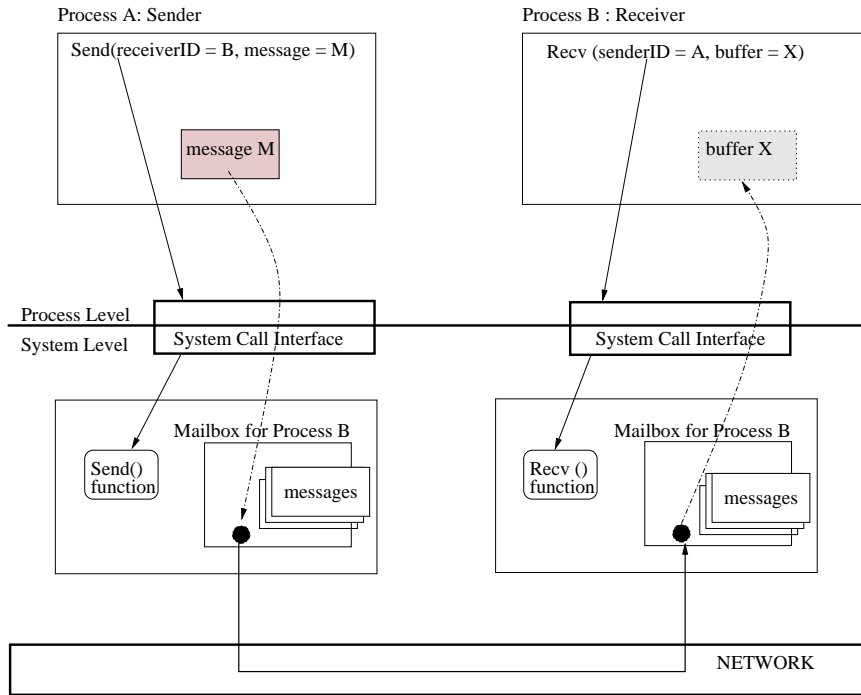 Process A: Sender
Process B : Receiver
Send(receiverID = B, message = M)
Recv (senderID = A, buffer = X)
message M
buffer X
Process Level
System Level
System Call Interface
System Call Interface
Mailbox for Process B
Send()
function
messages
Mailbox for Process B
Recv ()
function
messages
NETWORK